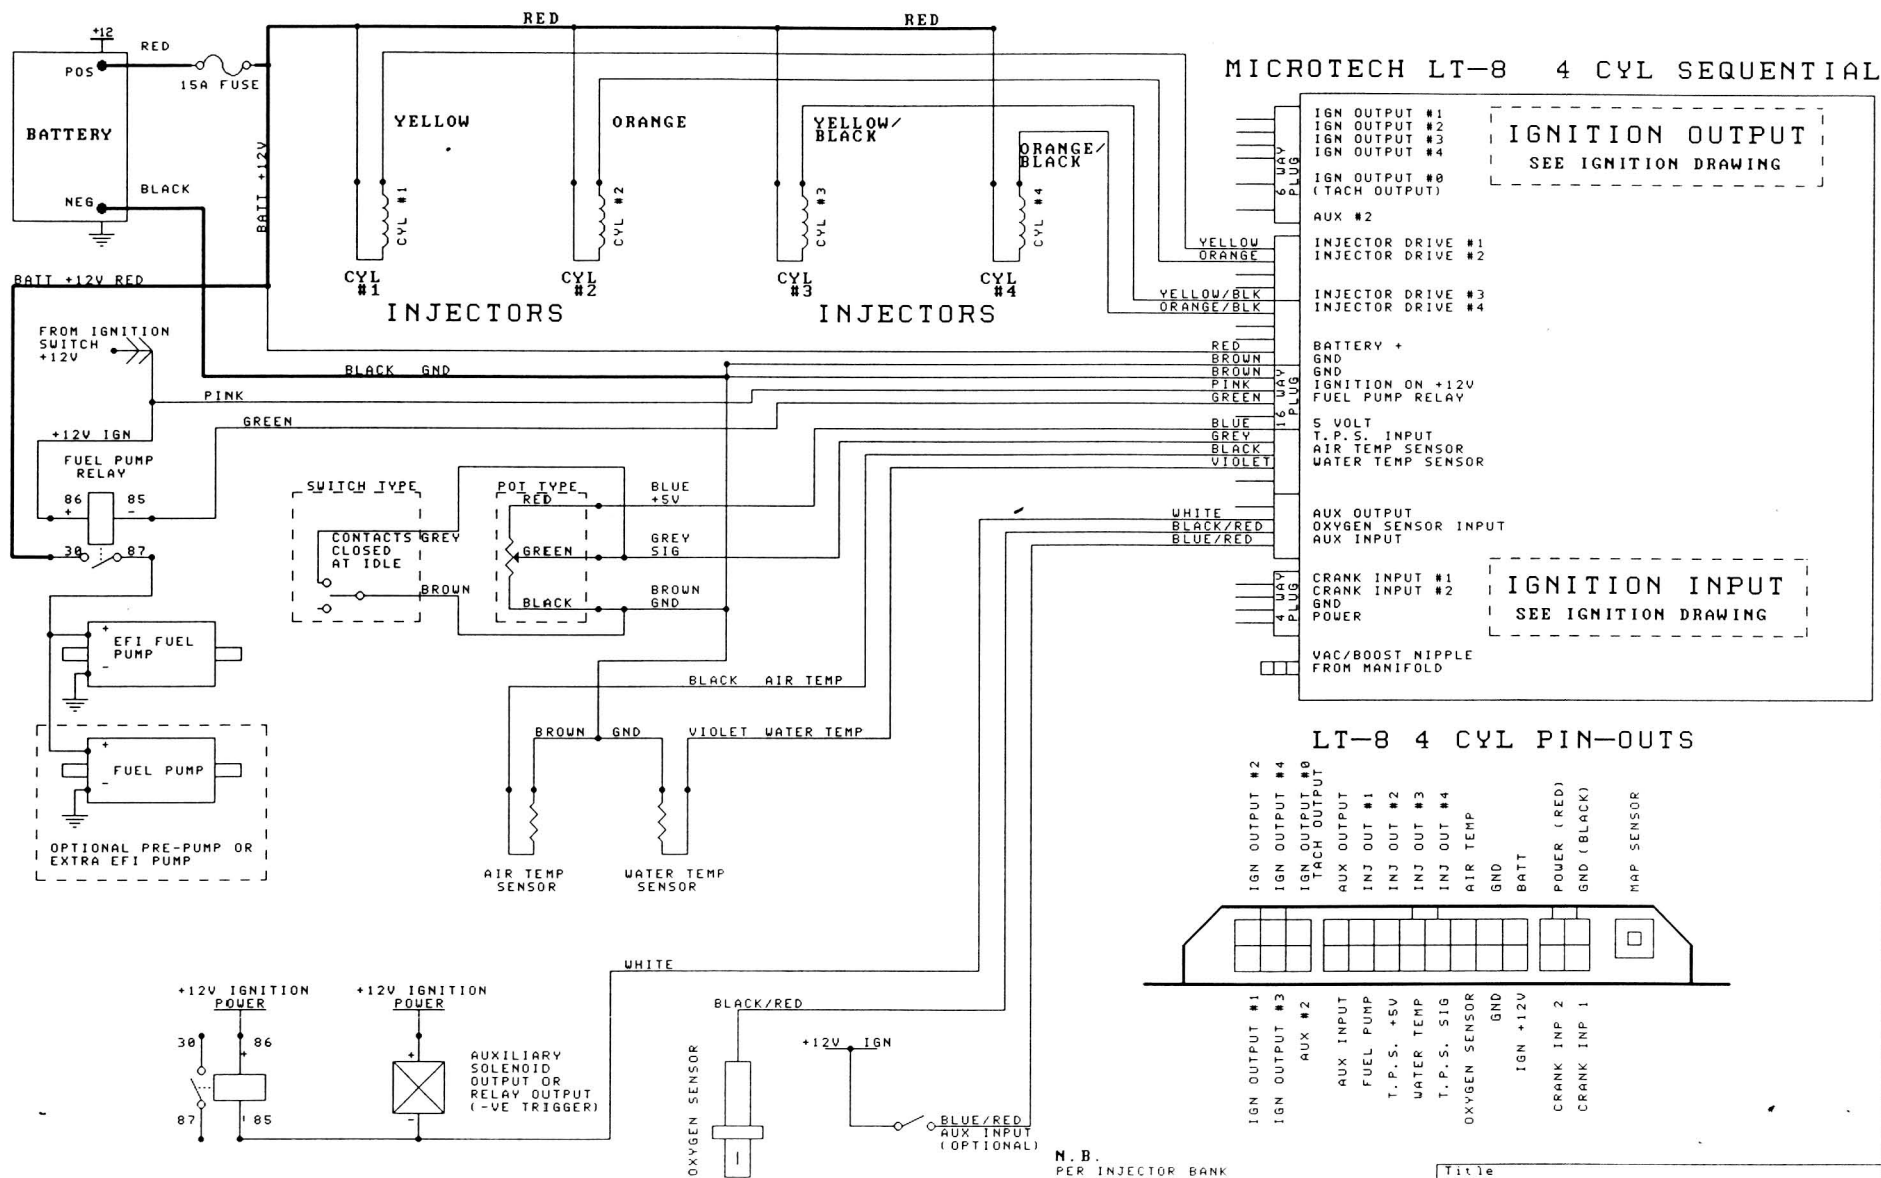 RED
RED
+12
RED
POS
15A FUSE
BATTERY
NEG
BLACK
BATT +12V
YELLOW
ORANGE
YELLOW/
BLACK
ORANGE/
BLACK
CYL #1
CYL #2
CYL #3
CYL #4
CYL
#1
CYL
#2
CYL
#3
CYL
#4
INJECTORS
INJECTORS
BATT +12V RED
FROM IGNITION
SWITCH
+12V
BLACK GND
PINK
GREEN
+12V IGN
FUEL PUMP
RELAY
86
85
+
-
30
87
SWITCH TYPE
CONTACTS
CLOSED
AT IDLE
GREY
BROWN
POT TYPE
RED
GREEN
BLACK
BLUE
+5V
GREY
SIG
BROWN
GND
+
EFI FUEL
PUMP
-
+
FUEL PUMP
-
OPTIONAL PRE-PUMP OR
EXTRA EFI PUMP
BLACK AIR TEMP
BROWN GND
VIOLET WATER TEMP
AIR TEMP
SENSOR
WATER TEMP
SENSOR
WHITE
+12V IGNITION
POWER
30
86
+
87
-
85
+12V IGNITION
POWER
+
-
AUXILIARY
SOLENOID
OUTPUT OR
RELAY OUTPUT
(-VE TRIGGER)
BLACK/RED
OXYGEN SENSOR
+12V IGN
BLUE/RED
AUX INPUT
(OPTIONAL)
N.B.
PER INJECTOR BANK
MICROTECH LT-8 4 CYL SEQUENTIAL
6 WAY
PLUG
IGN OUTPUT #1
IGN OUTPUT #2
IGN OUTPUT #3
IGN OUTPUT #4
IGN OUTPUT #0
(TACH OUTPUT)
AUX #2
IGNITION OUTPUT
SEE IGNITION DRAWING
YELLOW INJECTOR DRIVE #1
ORANGE INJECTOR DRIVE #2
YELLOW/BLK INJECTOR DRIVE #3
ORANGE/BLK INJECTOR DRIVE #4
RED BATTERY +
BROWN GND
BROWN GND
PINK IGNITION ON +12V
GREEN FUEL PUMP RELAY
16 WAY
PLUG
BLUE 5 VOLT
GREY T.P.S. INPUT
BLACK AIR TEMP SENSOR
VIOLET WATER TEMP SENSOR
WHITE AUX OUTPUT
BLACK/RED OXYGEN SENSOR INPUT
BLUE/RED AUX INPUT
4 WAY
PLUG
CRANK INPUT #1
CRANK INPUT #2
GND
POWER
IGNITION INPUT
SEE IGNITION DRAWING
VAC/BOOST NIPPLE
FROM MANIFOLD
LT-8 4 CYL PIN-OUTS
IGN OUTPUT #2
IGN OUTPUT #4
IGN OUTPUT #0
TACH OUTPUT
AUX OUTPUT
INJ OUT #1
INJ OUT #2
INJ OUT #3
INJ OUT #4
AIR TEMP
GND
BATT
POWER (RED)
GND (BLACK)
MAP SENSOR
IGN OUTPUT #1
IGN OUTPUT #3
AUX #2
AUX INPUT
FUEL PUMP
T.P.S. +5V
WATER TEMP
T.P.S. SIG
OXYGEN SENSOR
GND
IGN +12V
CRANK INP 2
CRANK INP 1
Title